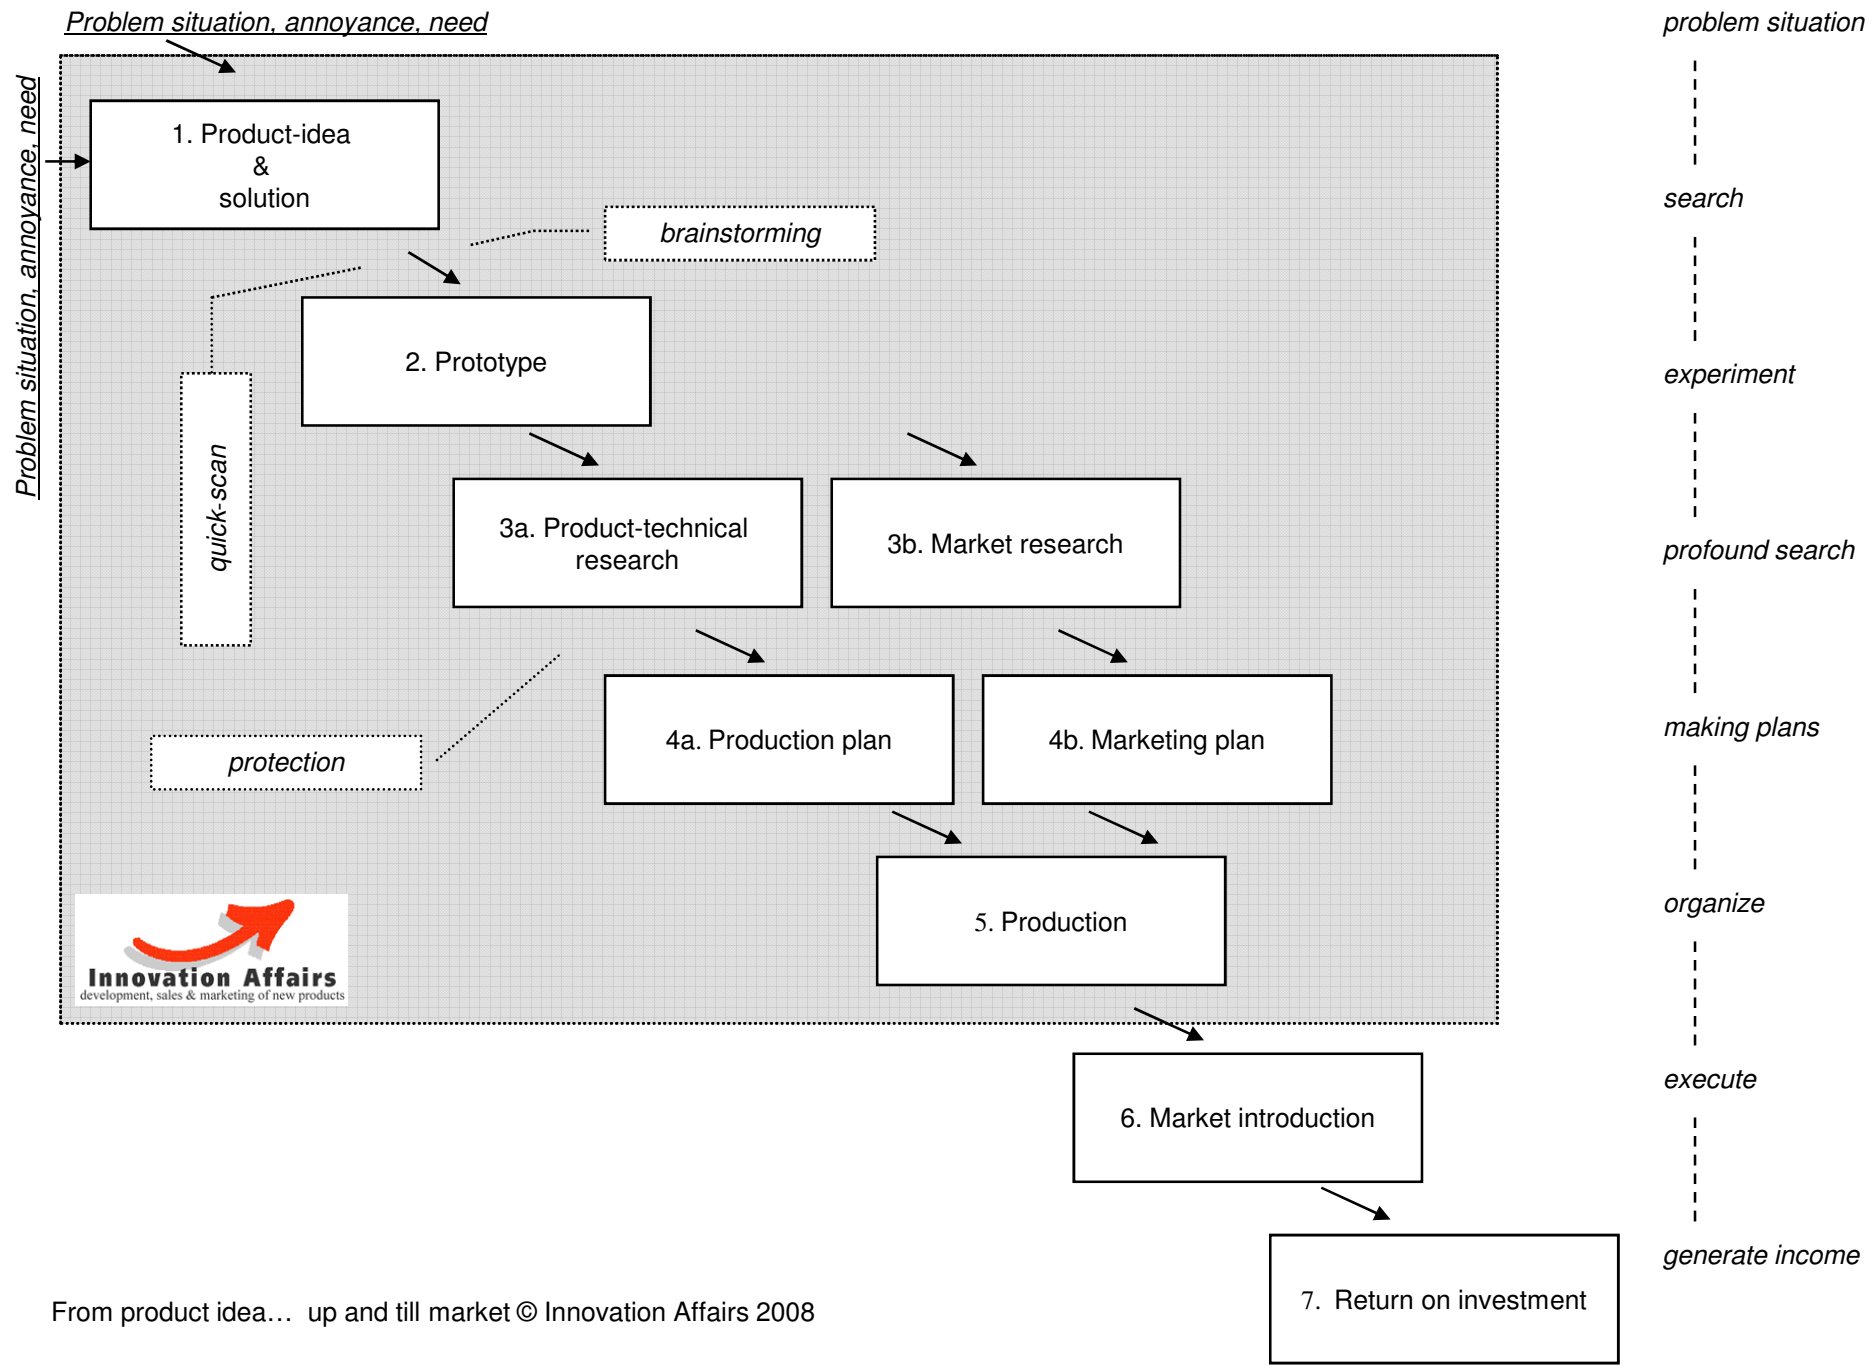 Problem situation, annoyance, need
problem situation
Problem situation, annoyance, need
1. Product-idea
&
solution
search
brainstorming
2. Prototype
experiment
quick-scan
3a. Product-technical
research
3b. Market research
profound search
4a. Production plan
4b. Marketing plan
making plans
protection
5. Production
organize
Innovation Affairs
development, sales & marketing of new products
6. Market introduction
execute
7. Return on investment
generate income
From product idea… up and till market © Innovation Affairs 2008